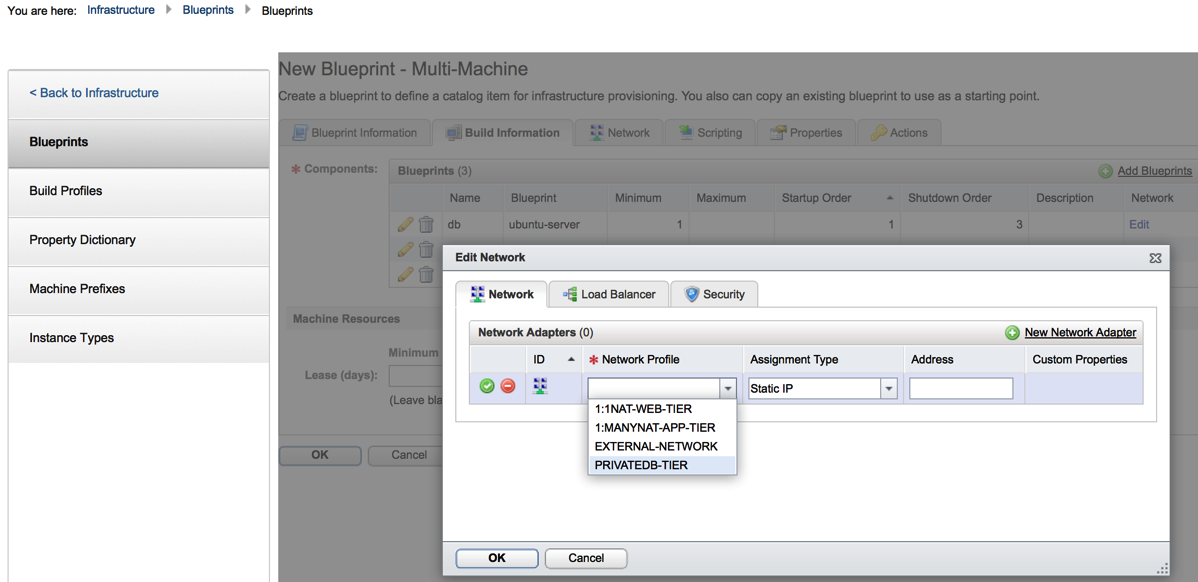 You are here: Infrastructure Blueprints Blueprints
< Back to Infrastructure
Blueprints
Build Profiles
Property Dictionary
Machine Prefixes
Instance Types
New Blueprint - Multi-Machine
Create a blueprint to define a catalog item for infrastructure provisioning. You also can copy an existing blueprint to use as a starting point.
Blueprint Information Build Information Network Scripting Properties Actions
* Components: Blueprints (3) Add Blueprints
Name Blueprint Minimum Maximum Startup Order Shutdown Order Description Network
db ubuntu-server 1 1 3 Edit
Machine Resources
Minimum
Lease (days):
(Leave bla
OK Cancel
Edit Network
Network Load Balancer Security
Network Adapters (0) New Network Adapter
ID * Network Profile Assignment Type Address Custom Properties
Static IP
1:1NAT-WEB-TIER
1:MANYNAT-APP-TIER
EXTERNAL-NETWORK
PRIVATEDB-TIER
OK Cancel